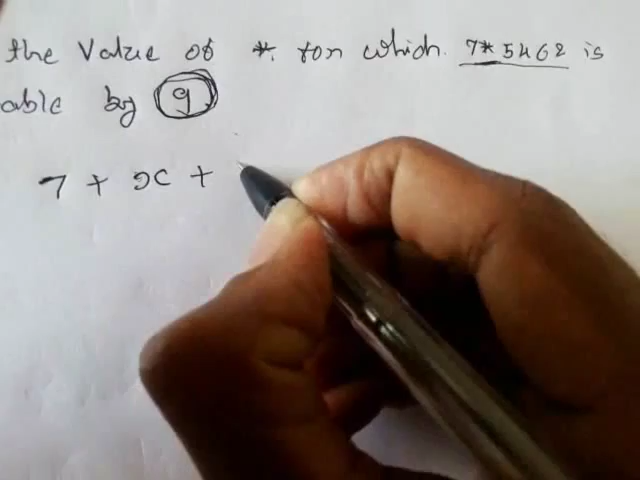 the Value of *. for which. 7*5462 is
able by 9
7 + x +